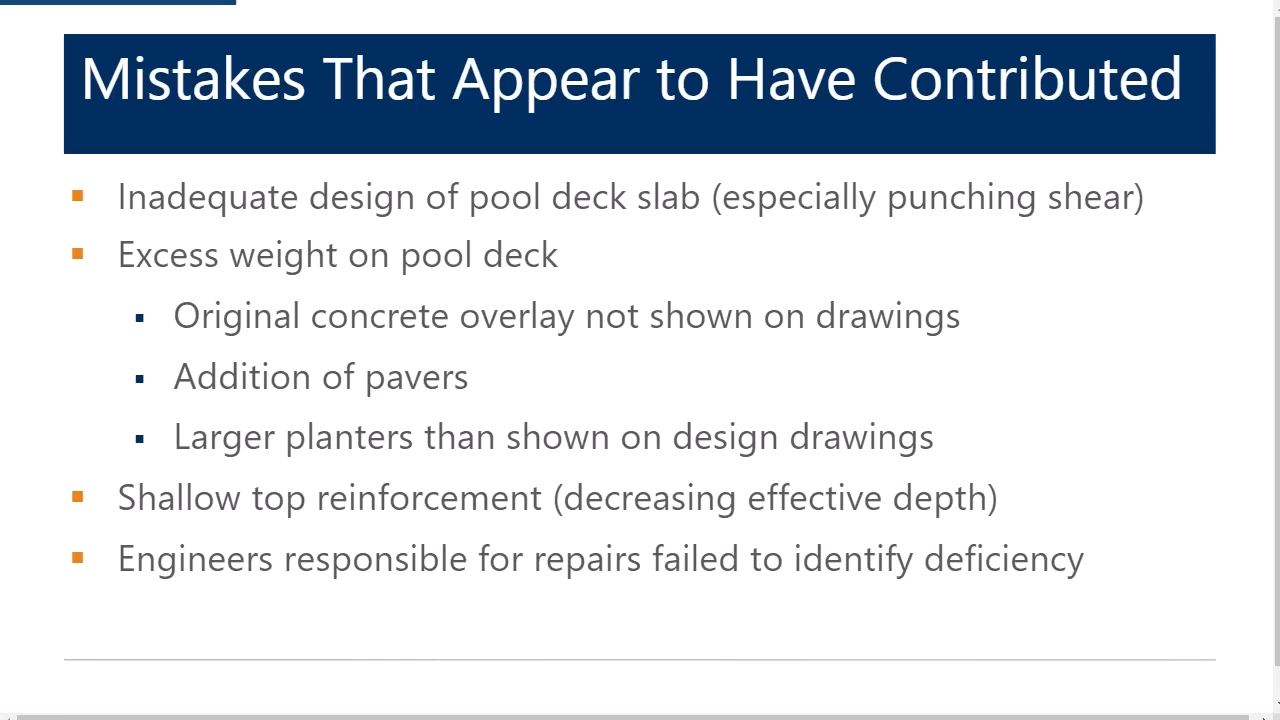 Mistakes That Appear to Have Contributed
Inadequate design of pool deck slab (especially punching shear)
Excess weight on pool deck
Original concrete overlay not shown on drawings
Addition of pavers
Larger planters than shown on design drawings
Shallow top reinforcement (decreasing effective depth)
Engineers responsible for repairs failed to identify deficiency